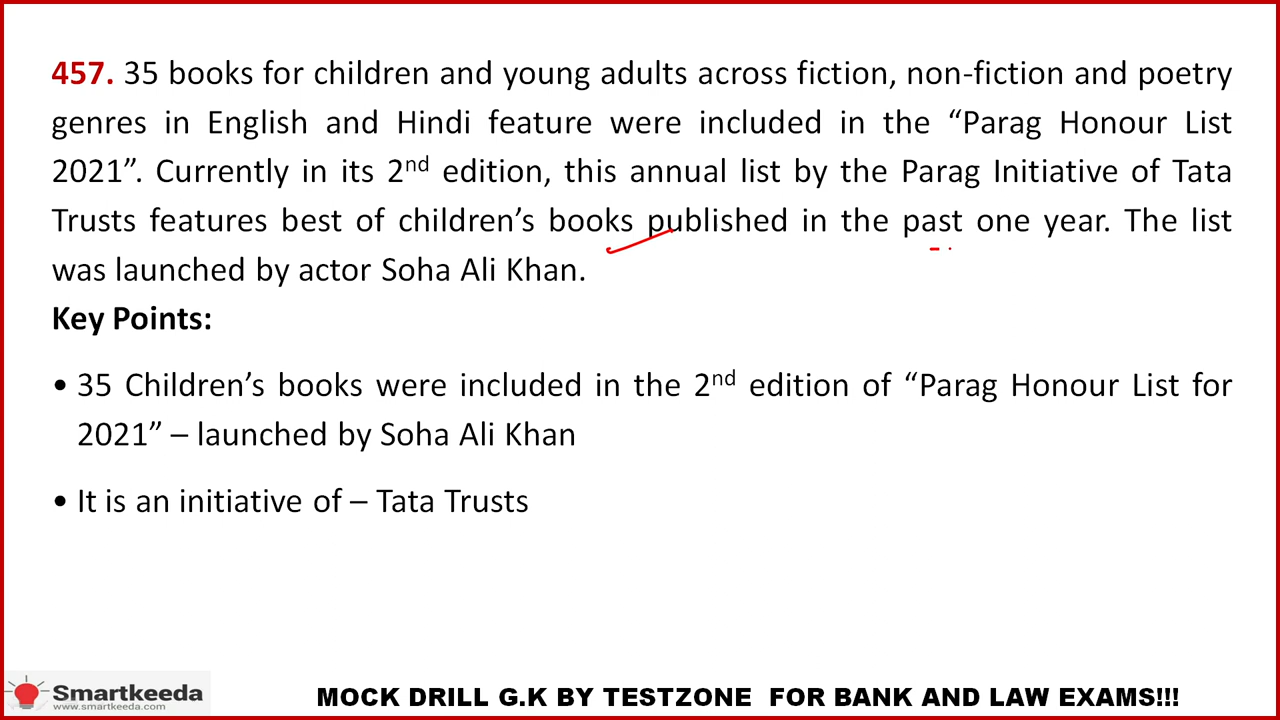 457. 35 books for children and young adults across fiction, non-fiction and poetry
genres in English and Hindi feature were included in the “Parag Honour List
2021”. Currently in its 2nd edition, this annual list by the Parag Initiative of Tata
Trusts features best of children’s books published in the past one year. The list
was launched by actor Soha Ali Khan.
Key Points:
• 35 Children’s books were included in the 2nd edition of “Parag Honour List for
2021” – launched by Soha Ali Khan
• It is an initiative of – Tata Trusts
Smartkeeda
www.smartkeeda.com
MOCK DRILL G.K BY TESTZONE FOR BANK AND LAW EXAMS!!!